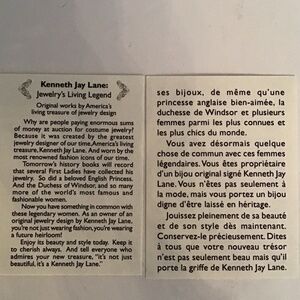 Kenneth Jay Lane:
Jewelry's Living Legend
Original works by America's
living treasure of jewelry design
Why are people paying enormous sums
of money at auction for costume jewelry?
Because it was created by the greatest
jewelry designer of our time, America's living
treasure, Kenneth Jay Lane. And worn by the
most renowned fashion icons of our time.
Tomorrow's history books will record
that several First Ladies have collected his
jewelry. So did a beloved English Princess.
And the Duchess of Windsor, and so many
more of the world's most famous and
fashionable women.
Now you have something in common with
these legendary women. As an owner of an
original jewelry design by Kenneth Jay Lane,
you're not just wearing fashion, you're wearing
a future heirloom!
Enjoy its beauty and style today. Keep it
to cherish always. And tell everyone who
admires your new treasure, "it's not just
beautiful, it's a Kenneth Jay Lane."
ses bijoux, de même qu'une
princesse anglaise bien-aimée, la
duchesse de Windsor et plusieurs
femmes parmi les plus connues et
les plus chics du monde.
Vous avez désormais quelque
chose de commun avec ces femmes
légendaires. Vous êtes propriétaire
d'un bijou original signé Kenneth Jay
Lane. Vous n'êtes pas seulement à
la mode, mais vous portez un bijou
digne d'être laissé en héritage.
Jouissez pleinement de sa beauté
et de son style dès maintenant.
Conservez-le précieusement. Dites
à tous que votre nouveau trésor
n'est pas seulement beau mais qu'il
porte la griffe de Kenneth Jay Lane.